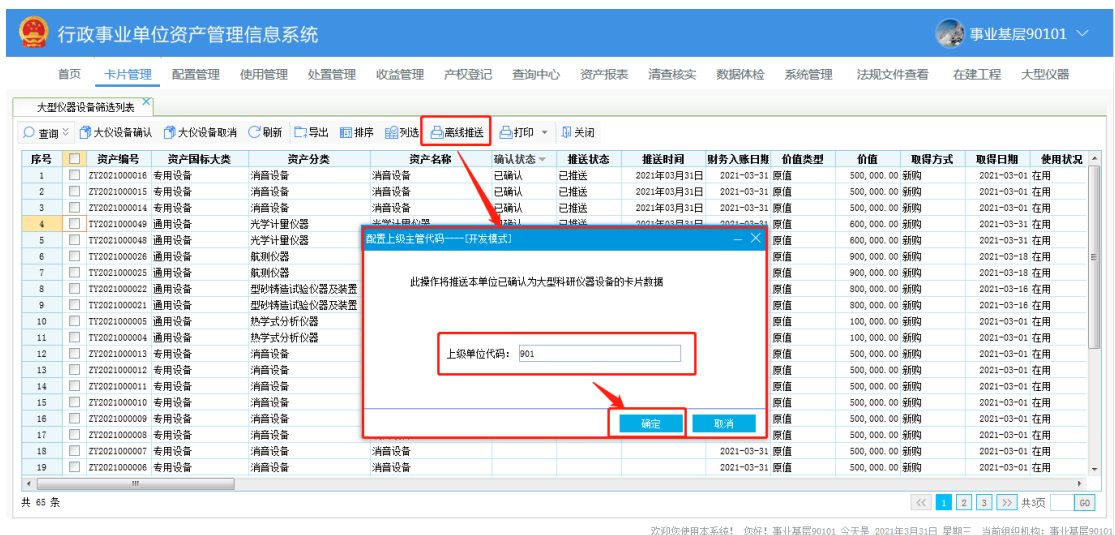 行政事业单位资产管理信息系统 事业基层90101
首页 卡片管理 配置管理 使用管理 处置管理 收益管理 产权登记 查询中心 资产报表 清查核实 数据体检 系统管理 法规文件查看 在建工程 大型仪器
大型仪器设备筛选列表
查询 大仪设备确认 大仪设备取消 刷新 导出 排序 列选 离线推送 打印 关闭
序号 资产编号 资产国标大类 资产分类 资产名称 确认状态 推送状态 推送时间 财务入账日期 价值类型 价值 取得方式 取得日期 使用状况
1 ZY2021000016 专用设备 消音设备 消音设备 已确认 已推送 2021年03月31日 2021-03-31 原值 500,000.00 新购 2021-03-01 在用
2 ZY2021000015 专用设备 消音设备 消音设备 已确认 已推送 2021年03月31日 2021-03-31 原值 500,000.00 新购 2021-03-01 在用
3 ZY2021000014 专用设备 消音设备 消音设备 已确认 已推送 2021年03月31日 2021-03-31 原值 500,000.00 新购 2021-03-01 在用
4 TY2021000049 通用设备 光学计量仪器 光学计量仪器 已确认 已推送 2021年03月31日 2021-03-31 原值 600,000.00 新购 2021-03-31 在用
5 TY2021000048 通用设备 光学计量仪器 原值 600,000.00 新购 2021-03-31 在用
6 TY2021000026 通用设备 航测仪器 原值 900,000.00 新购 2021-03-18 在用
7 TY2021000025 通用设备 航测仪器 原值 900,000.00 新购 2021-03-18 在用
8 TY2021000022 通用设备 型砂铸造试验仪器及装置 原值 800,000.00 新购 2021-03-16 在用
9 TY2021000021 通用设备 型砂铸造试验仪器及装置 原值 800,000.00 新购 2021-03-16 在用
10 TY2021000005 通用设备 热学式分析仪器 原值 100,000.00 新购 2021-03-01 在用
11 TY2021000004 通用设备 热学式分析仪器 原值 100,000.00 新购 2021-03-01 在用
12 ZY2021000013 专用设备 消音设备 原值 500,000.00 新购 2021-03-01 在用
13 ZY2021000012 专用设备 消音设备 原值 500,000.00 新购 2021-03-01 在用
14 ZY2021000011 专用设备 消音设备 原值 500,000.00 新购 2021-03-01 在用
15 ZY2021000010 专用设备 消音设备 原值 500,000.00 新购 2021-03-01 在用
16 ZY2021000009 专用设备 消音设备 原值 500,000.00 新购 2021-03-01 在用
17 ZY2021000008 专用设备 消音设备 原值 500,000.00 新购 2021-03-01 在用
18 ZY2021000007 专用设备 消音设备 消音设备 2021-03-31 原值 500,000.00 新购 2021-03-01 在用
19 ZY2021000006 专用设备 消音设备 消音设备 2021-03-31 原值 500,000.00 新购 2021-03-01 在用
配置上级主管代码----[开发模式]
此操作将推送本单位已确认为大型科研仪器设备的卡片数据
上级单位代码: 901
确定 取消
共 65 条 << 1 2 3 >> 共3页 GO
欢迎您使用本系统! 您好! 事业基层90101 今天是 2021年3月31日 星期三 当前组织机构: 事业基层90101